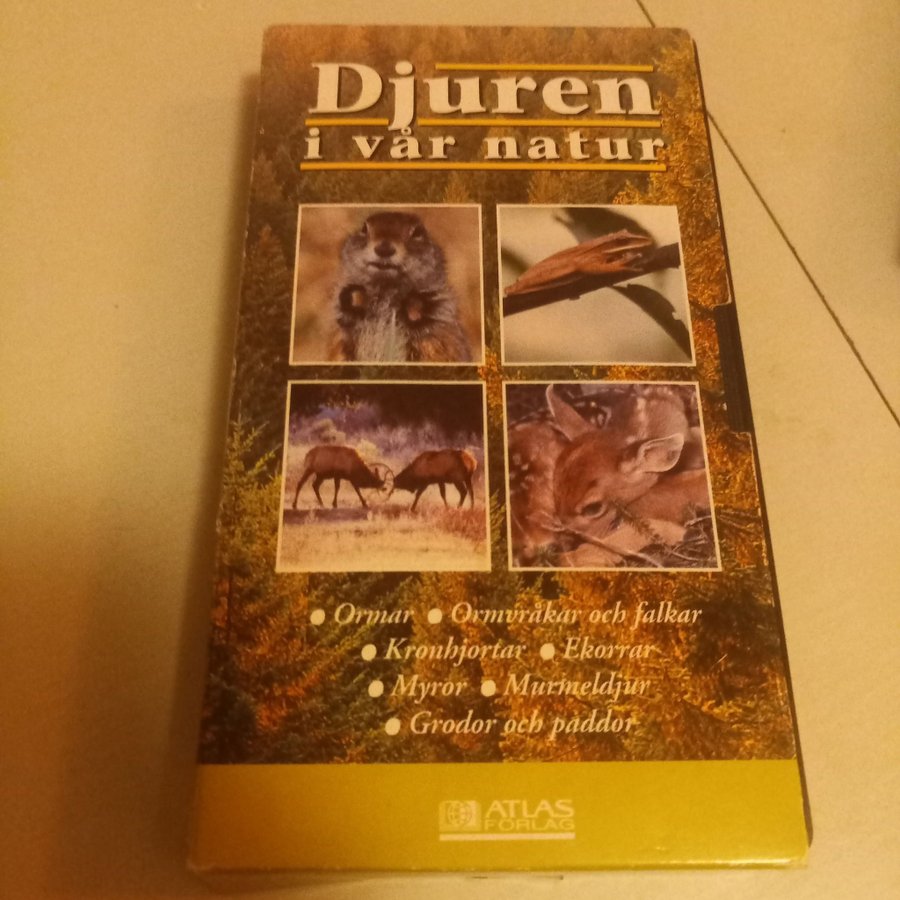 Djuren
i vår natur
• Ormar • Ormvråkar och falkar
• Kronhjortar • Ekorrar
• Myror • Murmeldjur
• Grodor och paddor
ATLAS
FÖRLAG